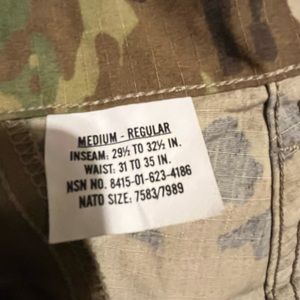 MEDIUM - REGULAR
INSEAM: 29½ TO 32½ IN.
WAIST: 31 TO 35 IN.
NSN NO. 8415-01-623-4186
NATO SIZE: 7583/7989